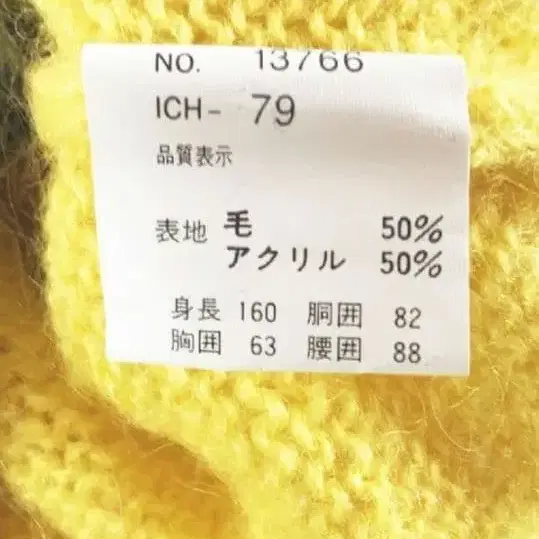 NO. 13766
ICH- 79
品質表示
表地 毛 50%
アクリル 50%
身長 160 胴囲 82
胸囲 63 腰囲 88